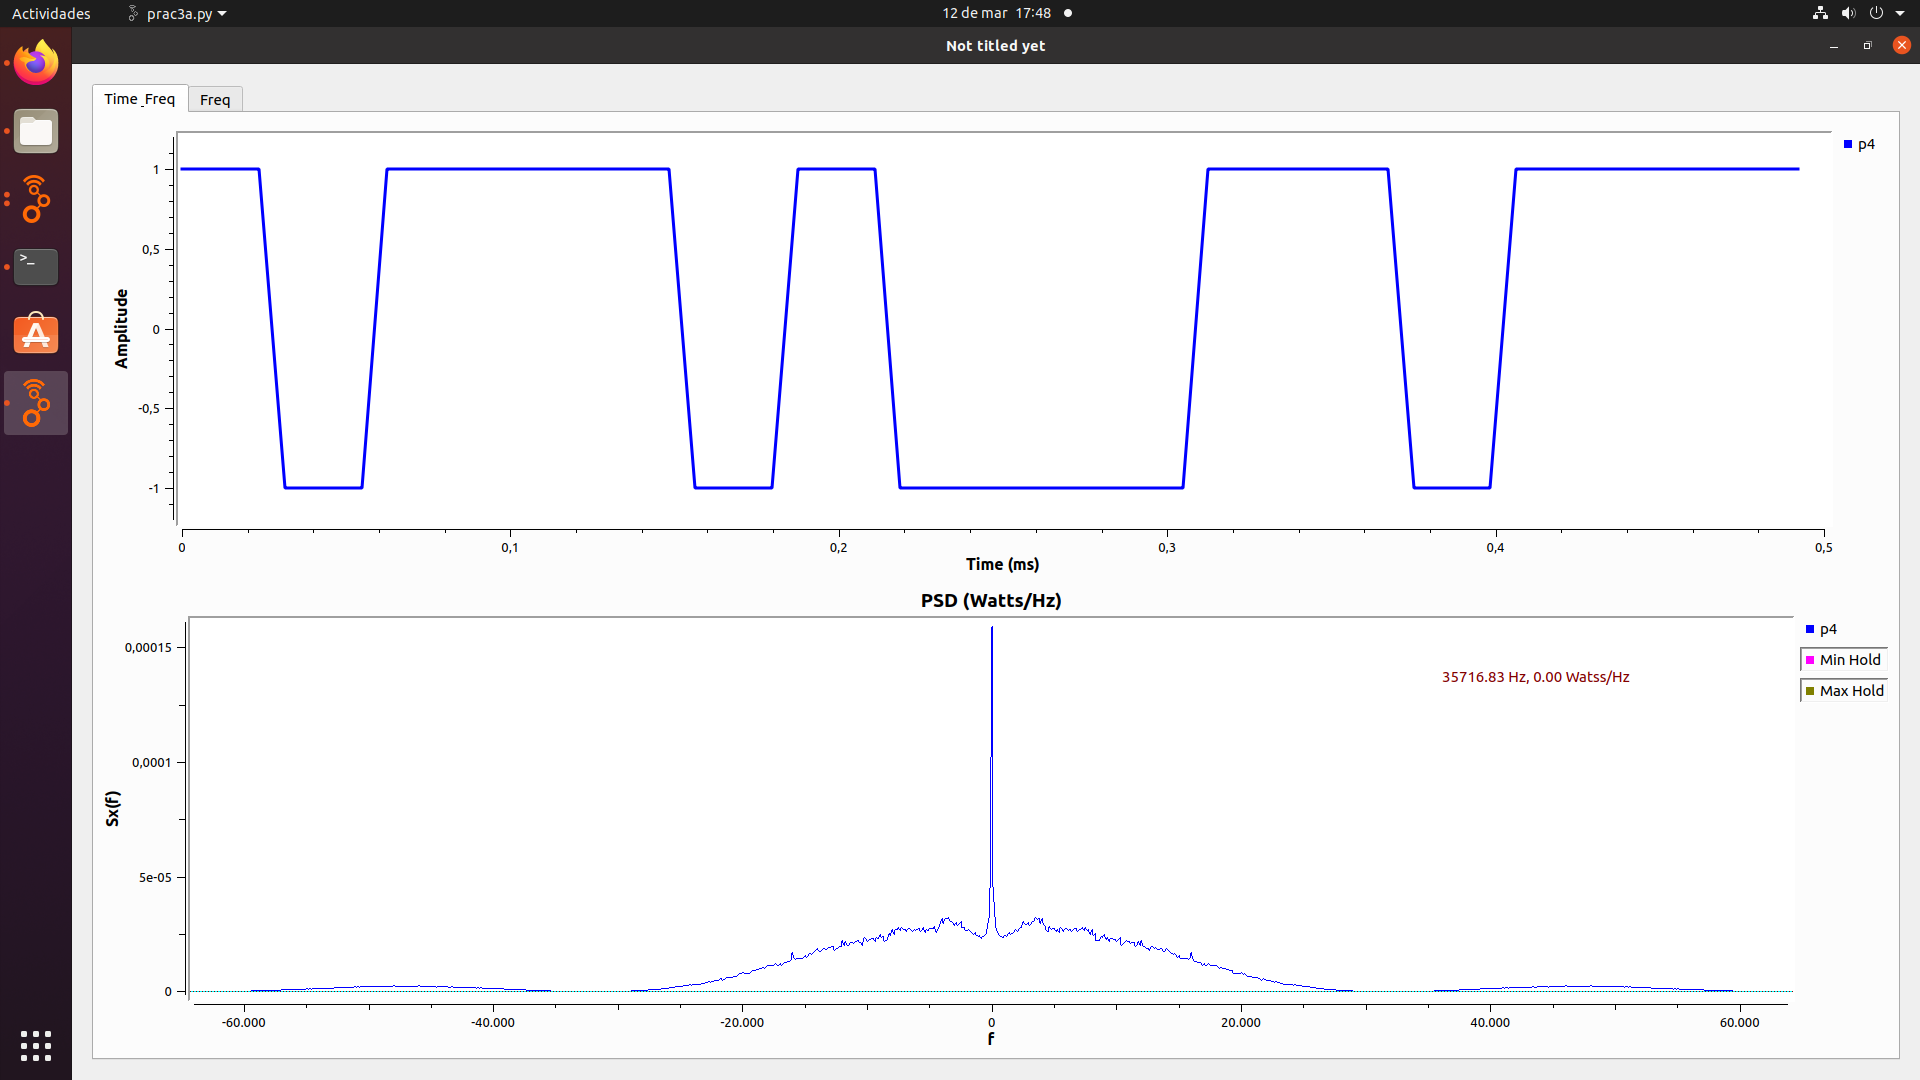 Actividades prac3a.py 12 de mar 17:48
Not titled yet
Time_Freq Freq
p4
1
0,5
0
-0,5
-1
Amplitude
0 0,1 0,2 0,3 0,4 0,5
Time (ms)
PSD (Watts/Hz)
p4
Min Hold
Max Hold
35716.83 Hz, 0.00 Watss/Hz
0,00015
0,0001
5e-05
0
Sx(f)
-60.000 -40.000 -20.000 0 20.000 40.000 60.000
f
>_